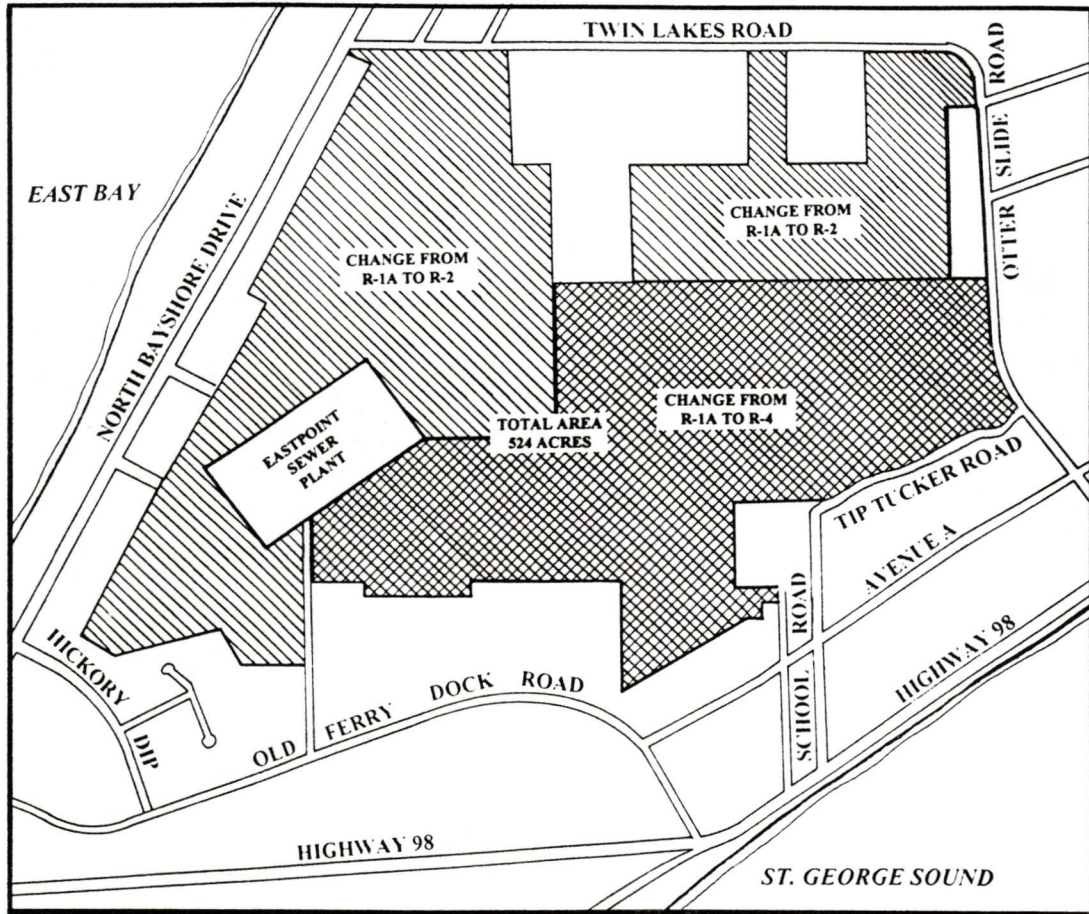 TWIN LAKES ROAD
OTTER SLIDE ROAD
EAST BAY
NORTH BAYSHORE DRIVE
CHANGE FROM
R-1A TO R-2
CHANGE FROM
R-1A TO R-2
EASTPOINT
SEWER
PLANT
TOTAL AREA
524 ACRES
CHANGE FROM
R-1A TO R-4
TIP TUCKER ROAD
AVENUE A
SCHOOL ROAD
HIGHWAY 98
HICKORY DIP
OLD FERRY DOCK ROAD
HIGHWAY 98
ST. GEORGE SOUND